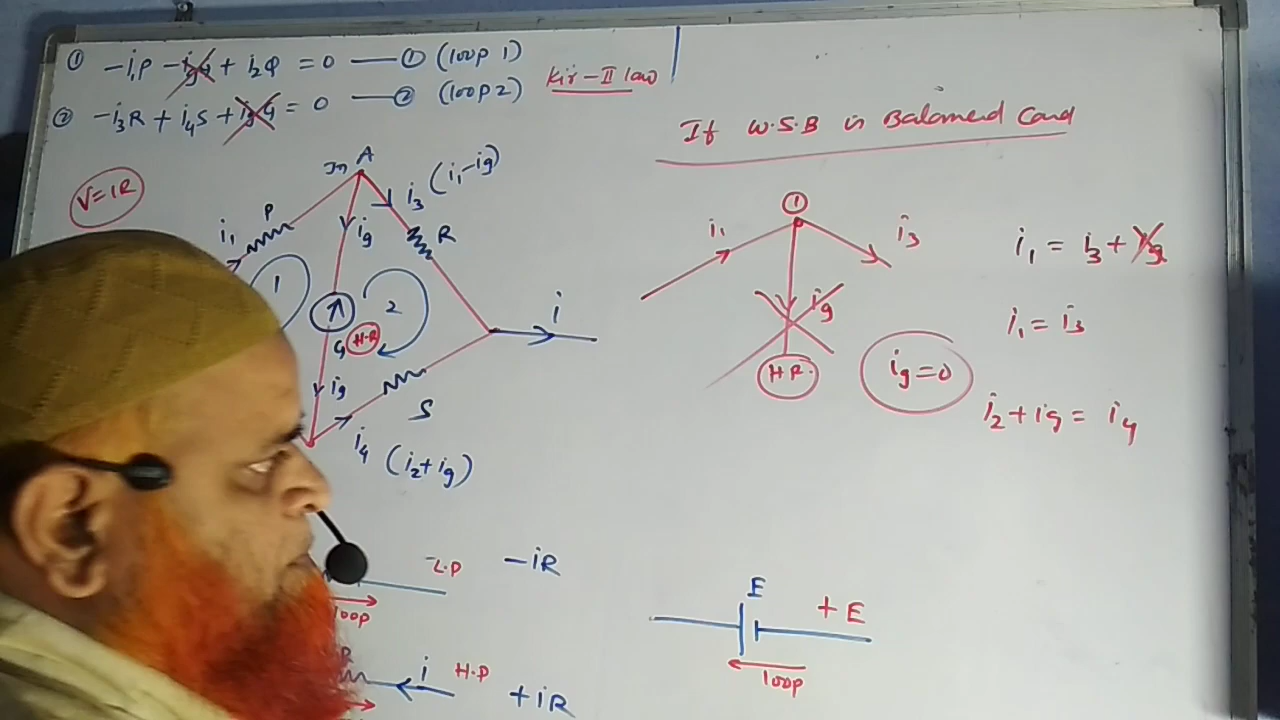 ① -i₁P - igG + i₂Q = 0 — ① (loop 1)
② -i₃R + i₄S + igG = 0 — ② (loop 2)
Kir-II law
If W.S.B is Balanced Cond
V=iR
A
i₃ (i₁-ig)
P
i₁
ig
R
1
2
i
G H.R
ig
S
i₄ (i₂+ig)
①
i₁
i₃
ig
H.R.
ig=0
i₁ = i₃ + ig
i₁ = i₃
i₂+ig = i₄
L.P
-iR
loop
R
i
H.P
+iR
E
+E
loop